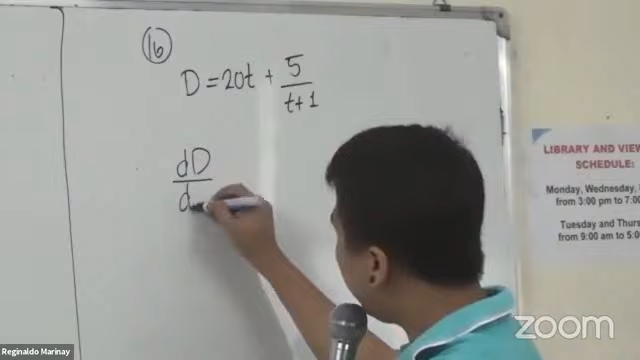 16
D = 20t + 5/(t+1)
dD/d
LIBRARY AND VIEW
SCHEDULE:
Monday, Wednesday,
from 3:00 pm to 7:00
Tuesday and Thurs
from 9:00 am to 5:0
zoom
Reginaldo Marinay